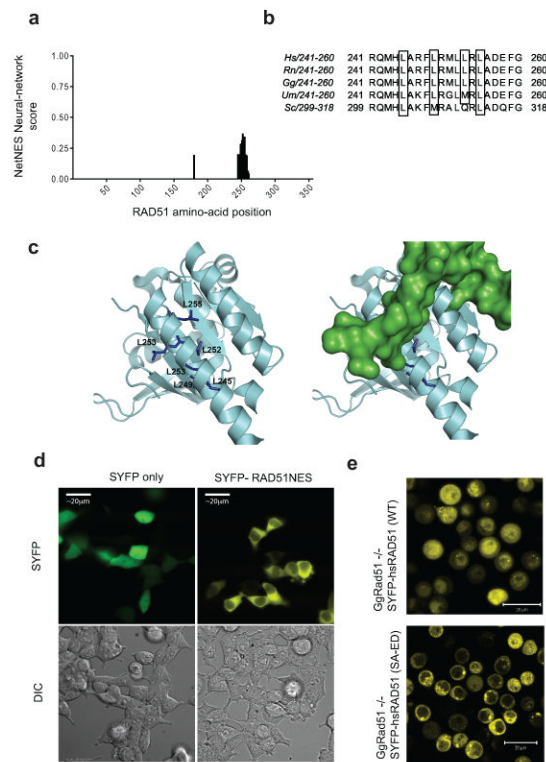 a
NetNES Neural-network score
1.00
0.75
0.50
0.25
0.00
50
100
150
200
250
300
350
RAD51 amino-acid position
b
Hs/241-260 241 RQMHLARFLRMLLRLADEFG 260
Rn/241-260 241 RQMHLARFLRMLLRLADEFG 260
Gg/241-260 241 RQMHLARFLRMLLRLADEFG 260
Um/241-260 241 RQMHLAKFLRGLMRLADEFG 260
Sc/299-318 299 RQMHLAKFMRALQRLADQFG 318
c
L255
L253
L252
L253
L249
L245
d
SYFP only
SYFP- RAD51NES
SYFP
~20μm
~20μm
DIC
e
GgRad51 -/-
SYFP-hsRAD51 (WT)
20 μm
GgRad51 -/-
SYFP-hsRAD51 (SA-ED)
20 μm